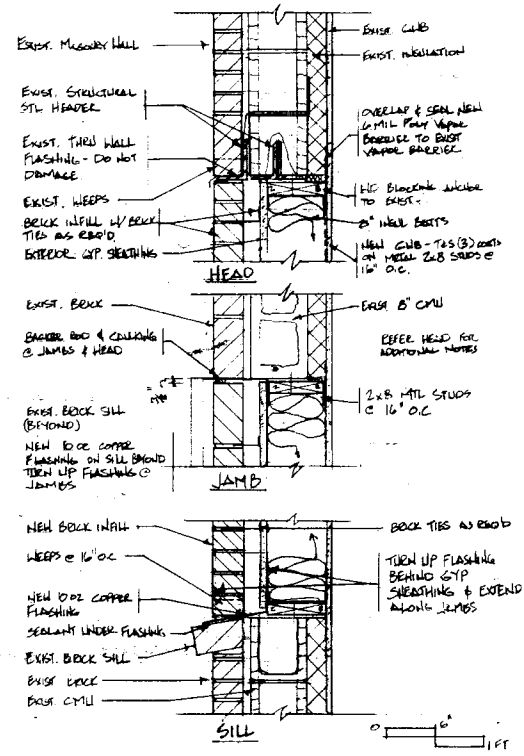 EXIST. GWB
EXIST. MASONRY WALL
EXIST. INSULATION
EXIST. STRUCTURAL
STL HEADER
OVERLAP & SEAL NEW
6 MIL POLY VAPOR
BARRIER TO EXIST
VAPOR BARRIER
EXIST. THRU WALL
FLASHING - DO NOT
DAMAGE
EXIST. WEEPS
BLOCKING ANCHOR
TO EXIST.
BRICK INFILL W/ BRICK
TIES AS REQ'D
8" INSUL BATTS
EXTERIOR GYP. SHEATHING
NEW GWB - T&S (3) COATS
ON METAL 2x8 STUDS @
16" O.C.
HEAD
EXIST. BRICK
EXIST 8" CMU
BACKER ROD & CAULKING
@ JAMBS & HEAD
REFER HEAD FOR
ADDITIONAL NOTES
EXIST. BRICK SILL
(BEYOND)
2x8 MTL STUDS
@ 16" O.C.
NEW 10 OZ COPPER
FLASHING ON SILL BEYOND
TURN UP FLASHING @
JAMBS
JAMB
NEW BRICK INFILL
BRICK TIES AS REQ'D
WEEPS @ 16" O.C
TURN UP FLASHING
BEHIND GYP
SHEATHING & EXTEND
ALONG JAMBS
NEW 10 OZ COPPER
FLASHING
SEALANT UNDER FLASHING
EXIST. BRICK SILL
EXIST BRICK
EXIST. CMU
SILL
0 6"
1 FT